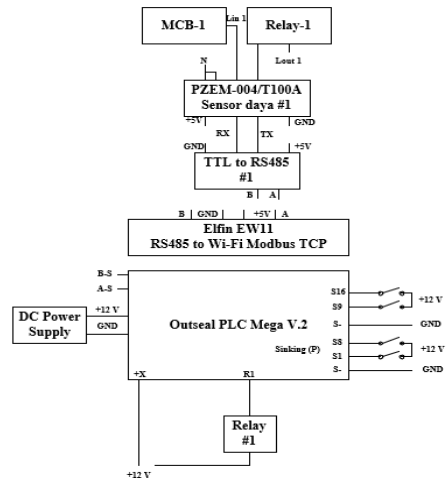 MCB-1
Lin 1
Relay-1
N
Lout 1
PZEM-004/T100A
Sensor daya #1
+5V
RX
TX
GND
GND
+5V
TTL to RS485
#1
B A
B GND +5V A
Elfin EW11
RS485 to Wi-Fi Modbus TCP
B-S
A-S
+12 V
GND
DC Power
Supply
Outseal PLC Mega V.2
Sinking (P)
S16
S9
+12 V
S-
GND
S8
S1
+12 V
S-
GND
+X
R1
Relay
#1
+12 V